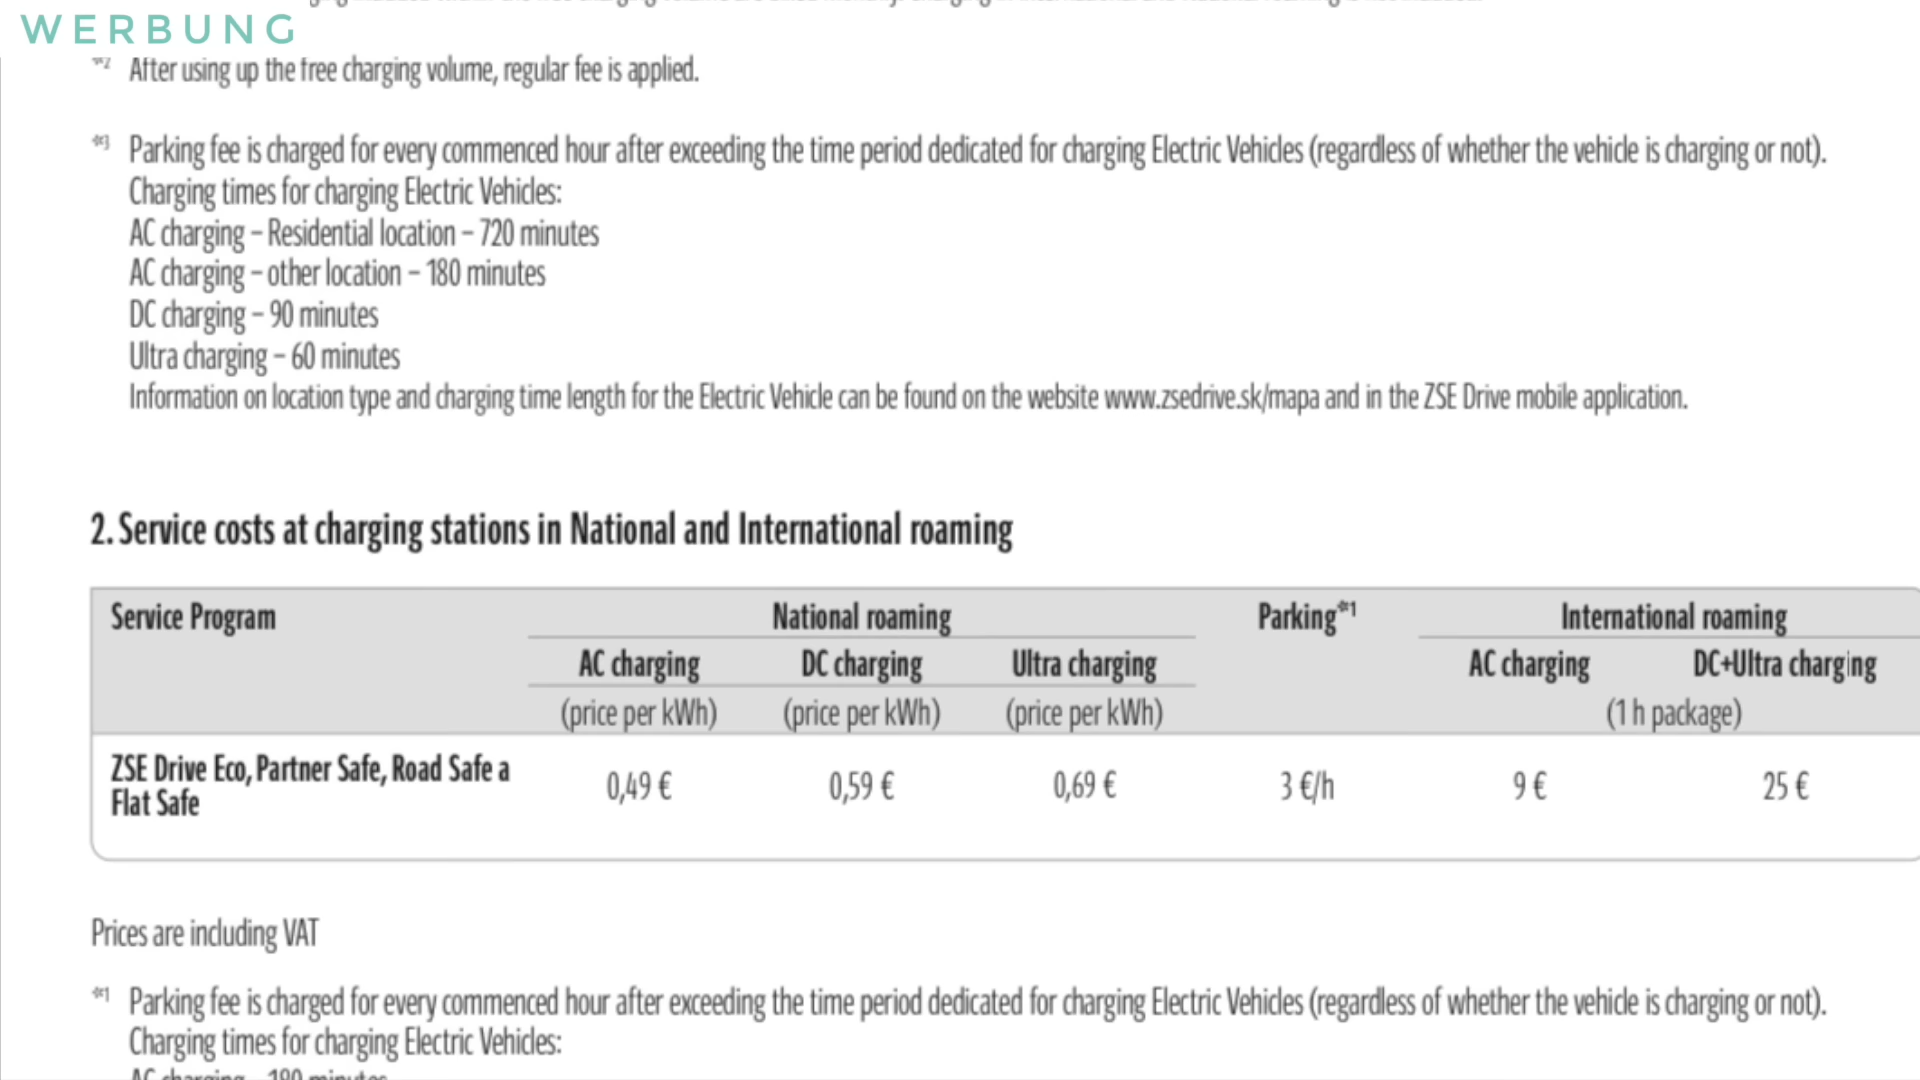 WERBUNG
*2 After using up the free charging volume, regular fee is applied.
*3 Parking fee is charged for every commenced hour after exceeding the time period dedicated for charging Electric Vehicles (regardless of whether the vehicle is charging or not).
Charging times for charging Electric Vehicles:
AC charging – Residential location – 720 minutes
AC charging – other location – 180 minutes
DC charging – 90 minutes
Ultra charging – 60 minutes
Information on location type and charging time length for the Electric Vehicle can be found on the website www.zsedrive.sk/mapa and in the ZSE Drive mobile application.
2. Service costs at charging stations in National and International roaming
Service Program National roaming Parking*1 International roaming
AC charging DC charging Ultra charging AC charging DC+Ultra charging
(price per kWh) (price per kWh) (price per kWh) (1 h package)
ZSE Drive Eco, Partner Safe, Road Safe a
Flat Safe
0,49 € 0,59 € 0,69 € 3 €/h 9 € 25 €
Prices are including VAT
*1 Parking fee is charged for every commenced hour after exceeding the time period dedicated for charging Electric Vehicles (regardless of whether the vehicle is charging or not).
Charging times for charging Electric Vehicles:
AC charging – 180 minutes